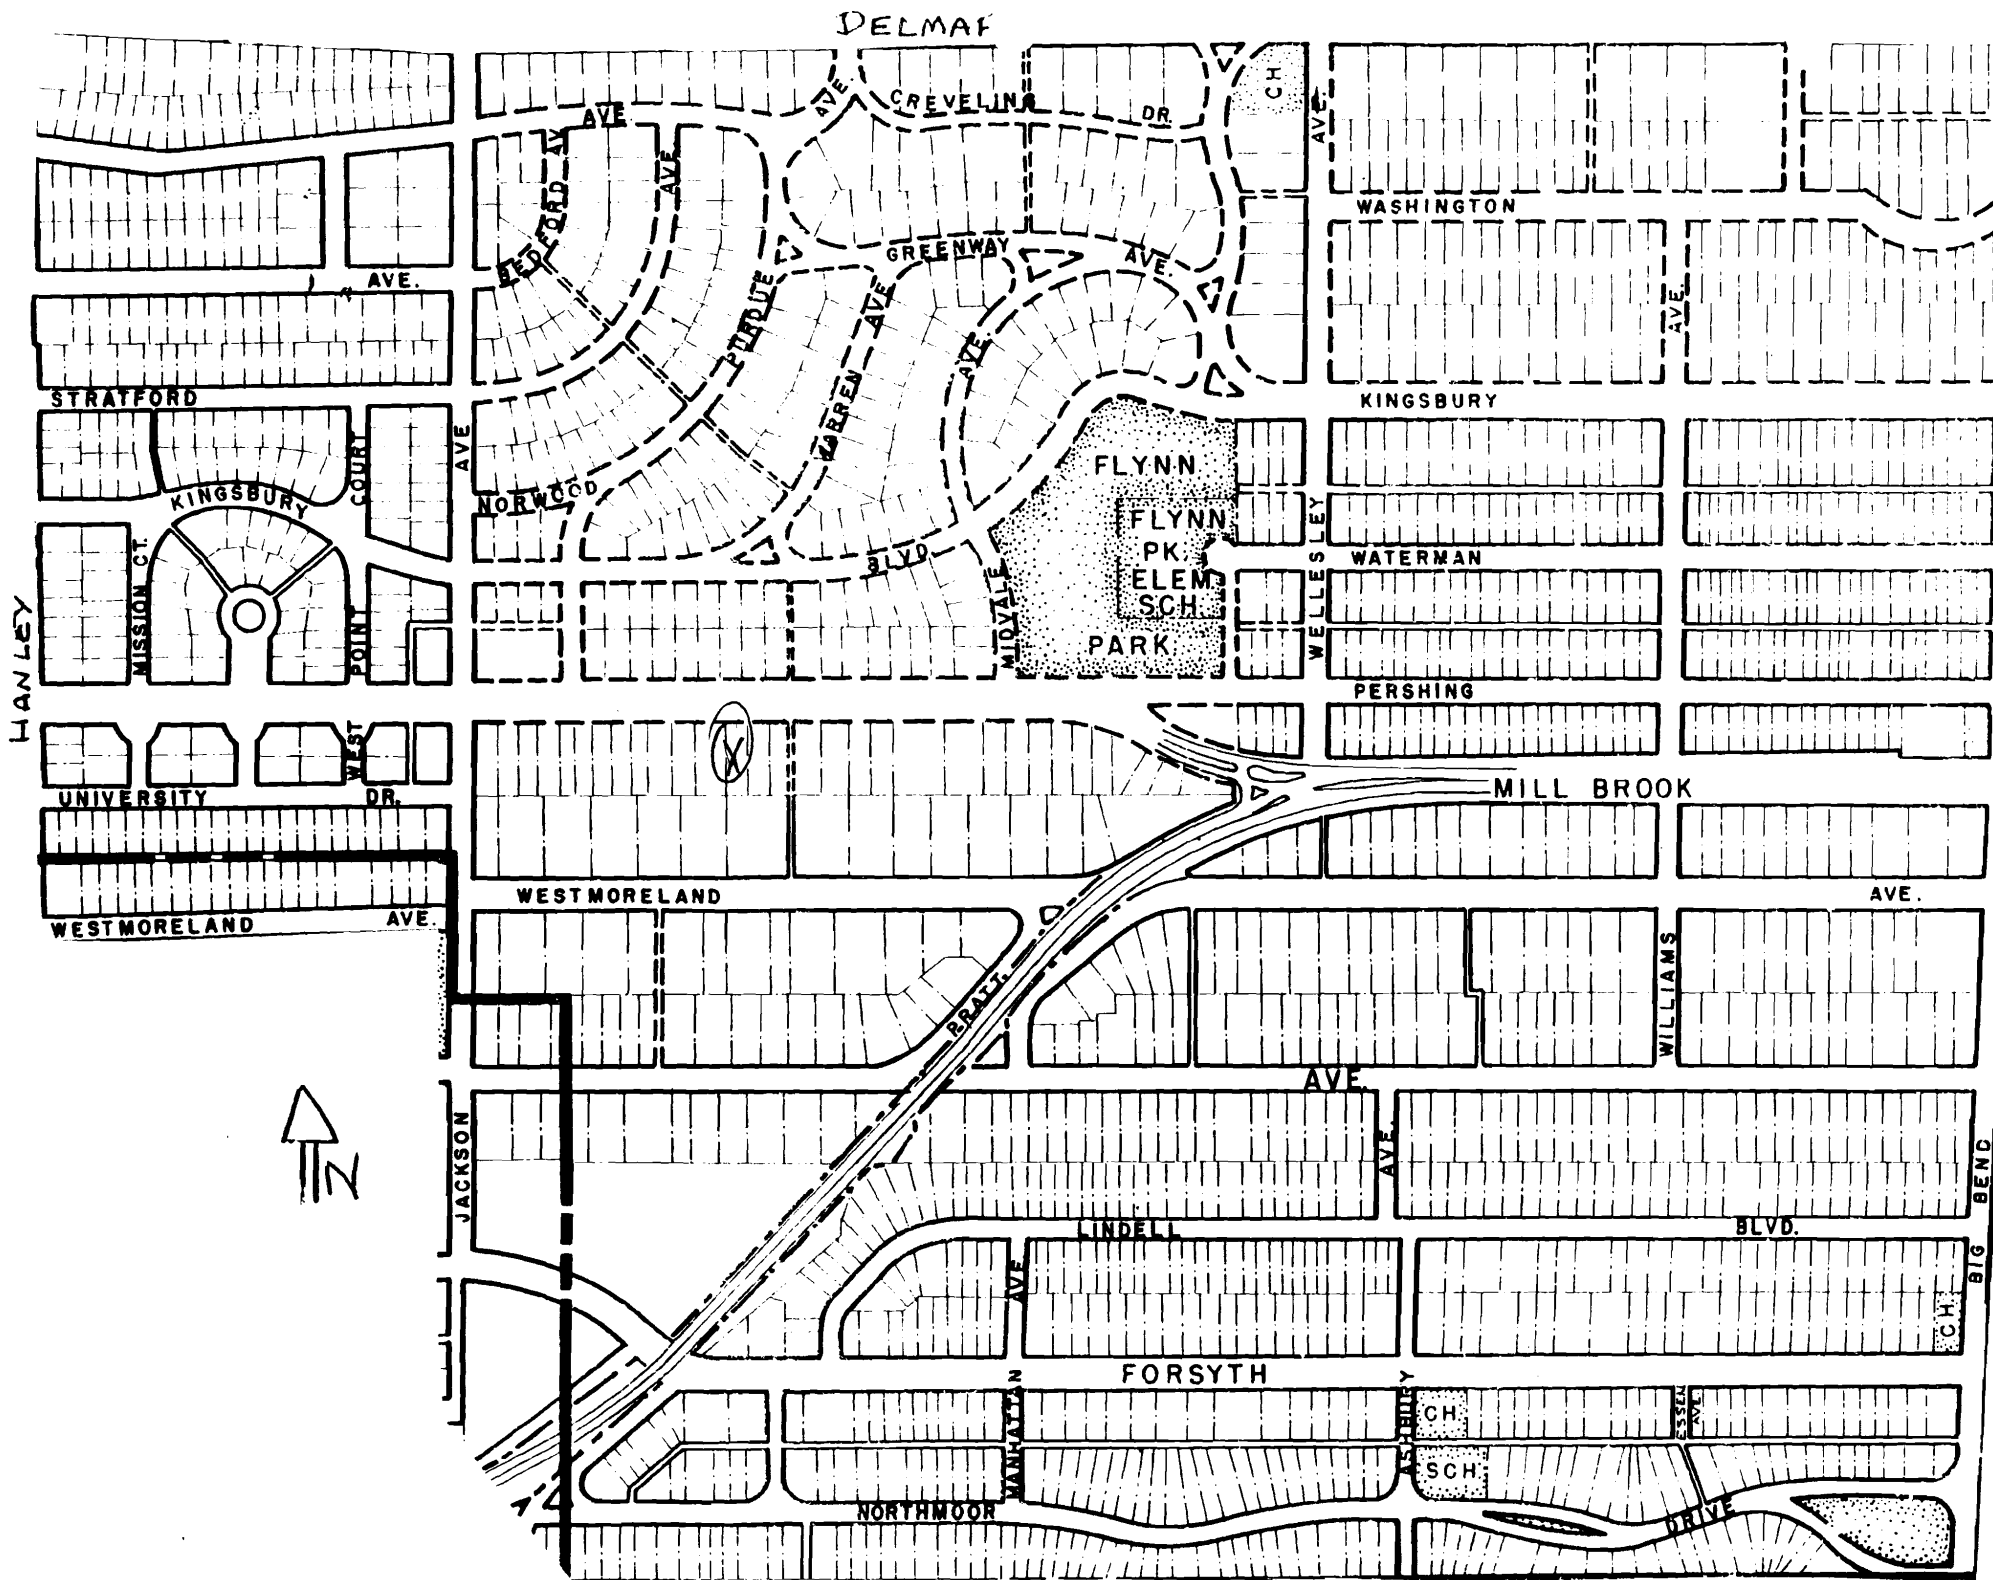 DELMAR
CREVELING
DR.
AVE.
CH
AVE.
AVE
BEDFORD AV
AVE
WASHINGTON
GREENWAY
AVE.
AVE.
PURDUE
WARREN AVE.
AVE.
AVE.
STRATFORD
KINGSBURY
AVE
COURT
KINGSBURY
NORWOOD
FLYNN
FLYNN
PK.
ELEM
SCH.
PARK
BLVD
WELLESLEY
WATERMAN
MISSION CT.
POINT
MIDVALE
HANLEY
PERSHING
X
WEST
UNIVERSITY
DR.
MILL BROOK
WESTMORELAND
AVE.
WESTMORELAND
AVE.
WILLIAMS
PRATT
AVE.
N
JACKSON
AVE.
LINDELL
BLVD.
BIG BEND
AVE
CH.
FORSYTH
MANHATTAN
ASHBURY
CH.
ESSEX
AVE.
SCH.
NORTHMOOR
DRIVE